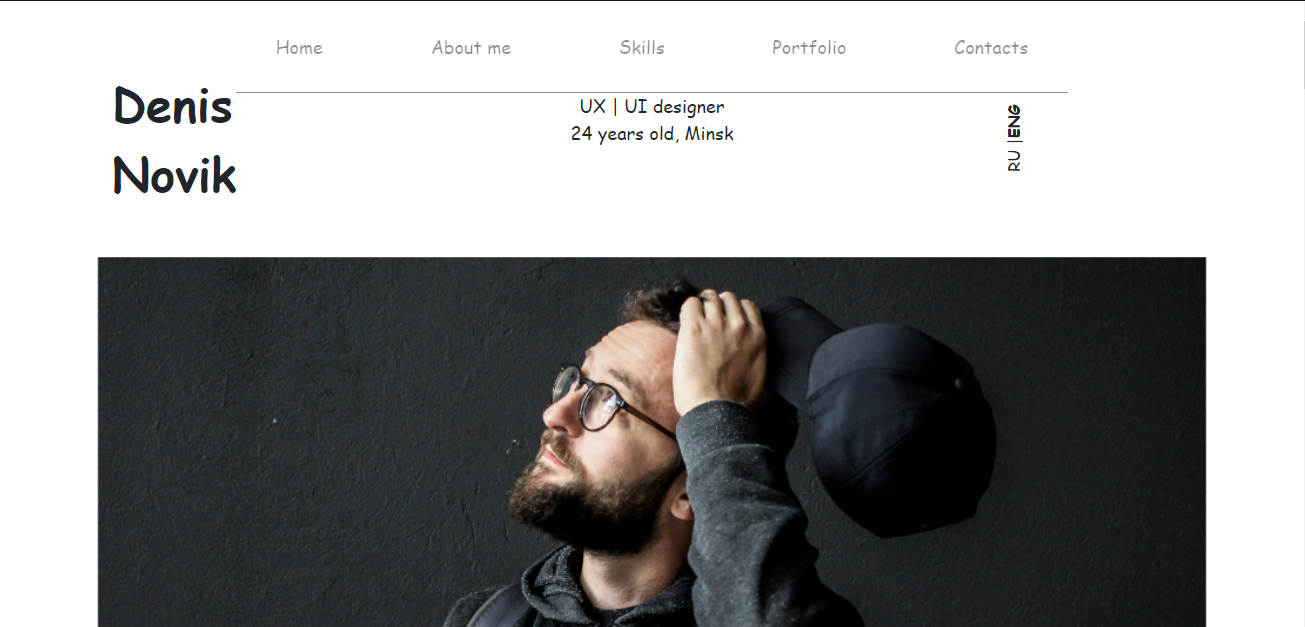 Home About me Skills Portfolio Contacts
Denis
Novik
UX | UI designer
24 years old, Minsk
RU |ENG